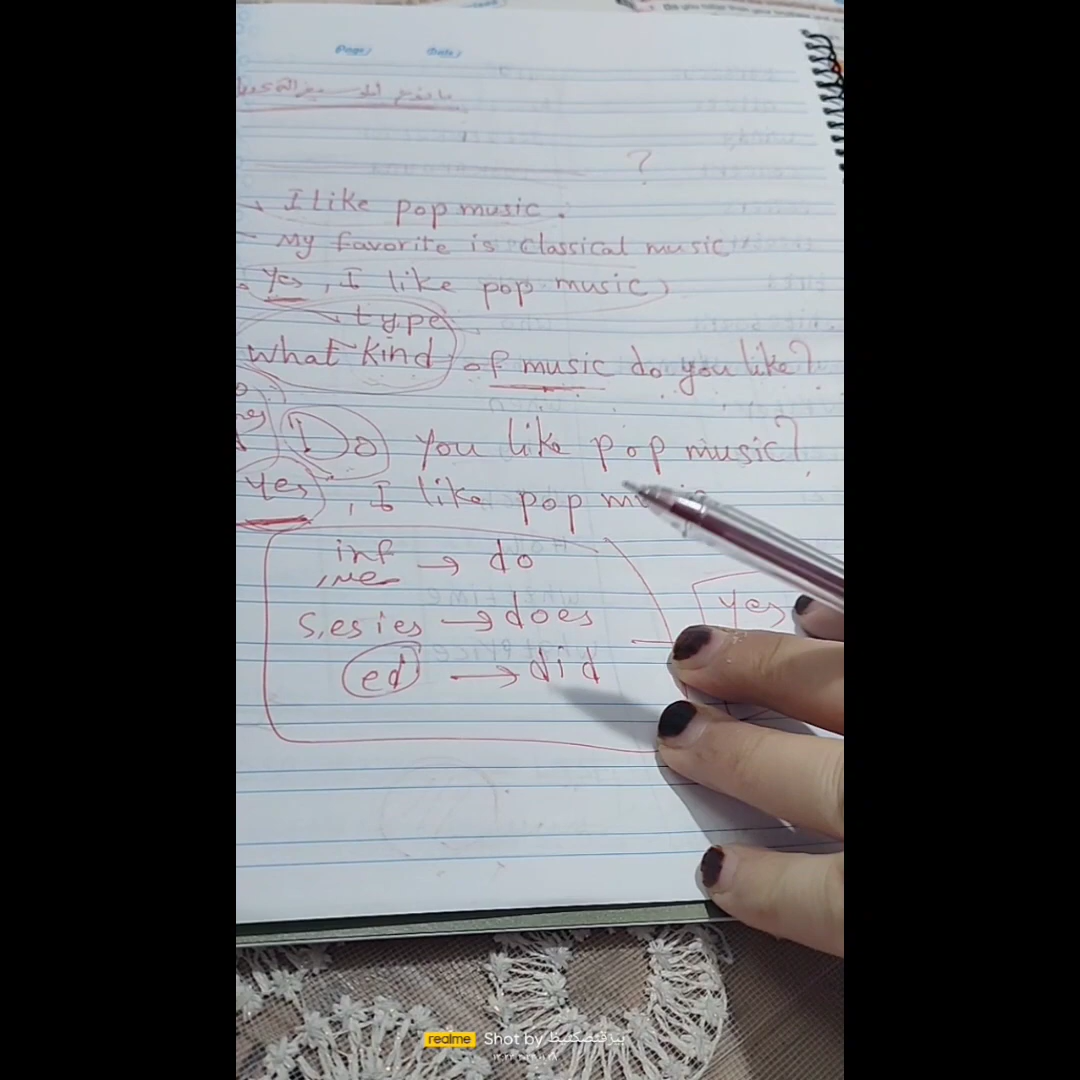 Page/ Date/
?
I like pop music.
My favorite is classical music
Yes, I like pop music
type
What kind of music do you like?
Do you like pop music?
Yes, I like pop mu
inf → do
s, es ies → does
ed → did
Yes
realme Shot by